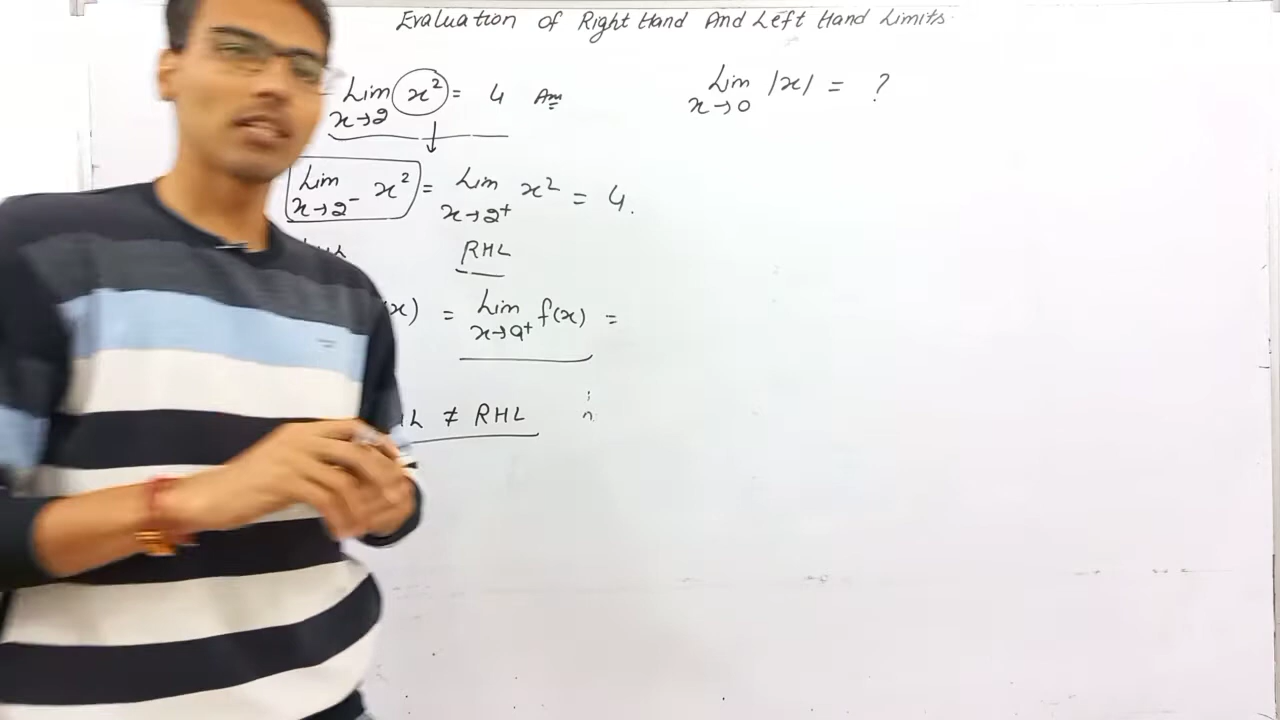 Evaluation of Right Hand And Left Hand Limits.
Lim x→2 x² = 4 Ans
Lim x→2⁻ x² = Lim x→2⁺ x² = 4.
RHL
x) = Lim x→a⁺ f(x) =
≠ RHL
Lim x→0 |x| = ?